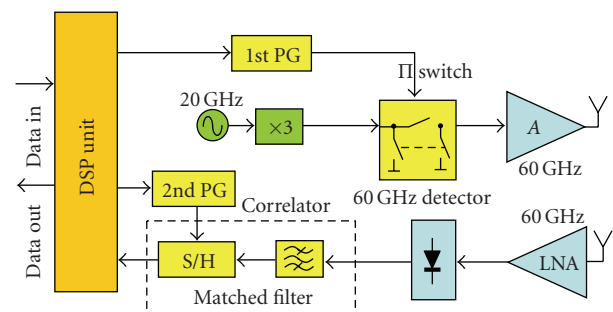 1st PG
Π switch
20 GHz
×3
A
60 GHz
Data in
DSP unit
Data out
2nd PG
60 GHz detector
Correlator
60 GHz
S/H
LNA
Matched filter